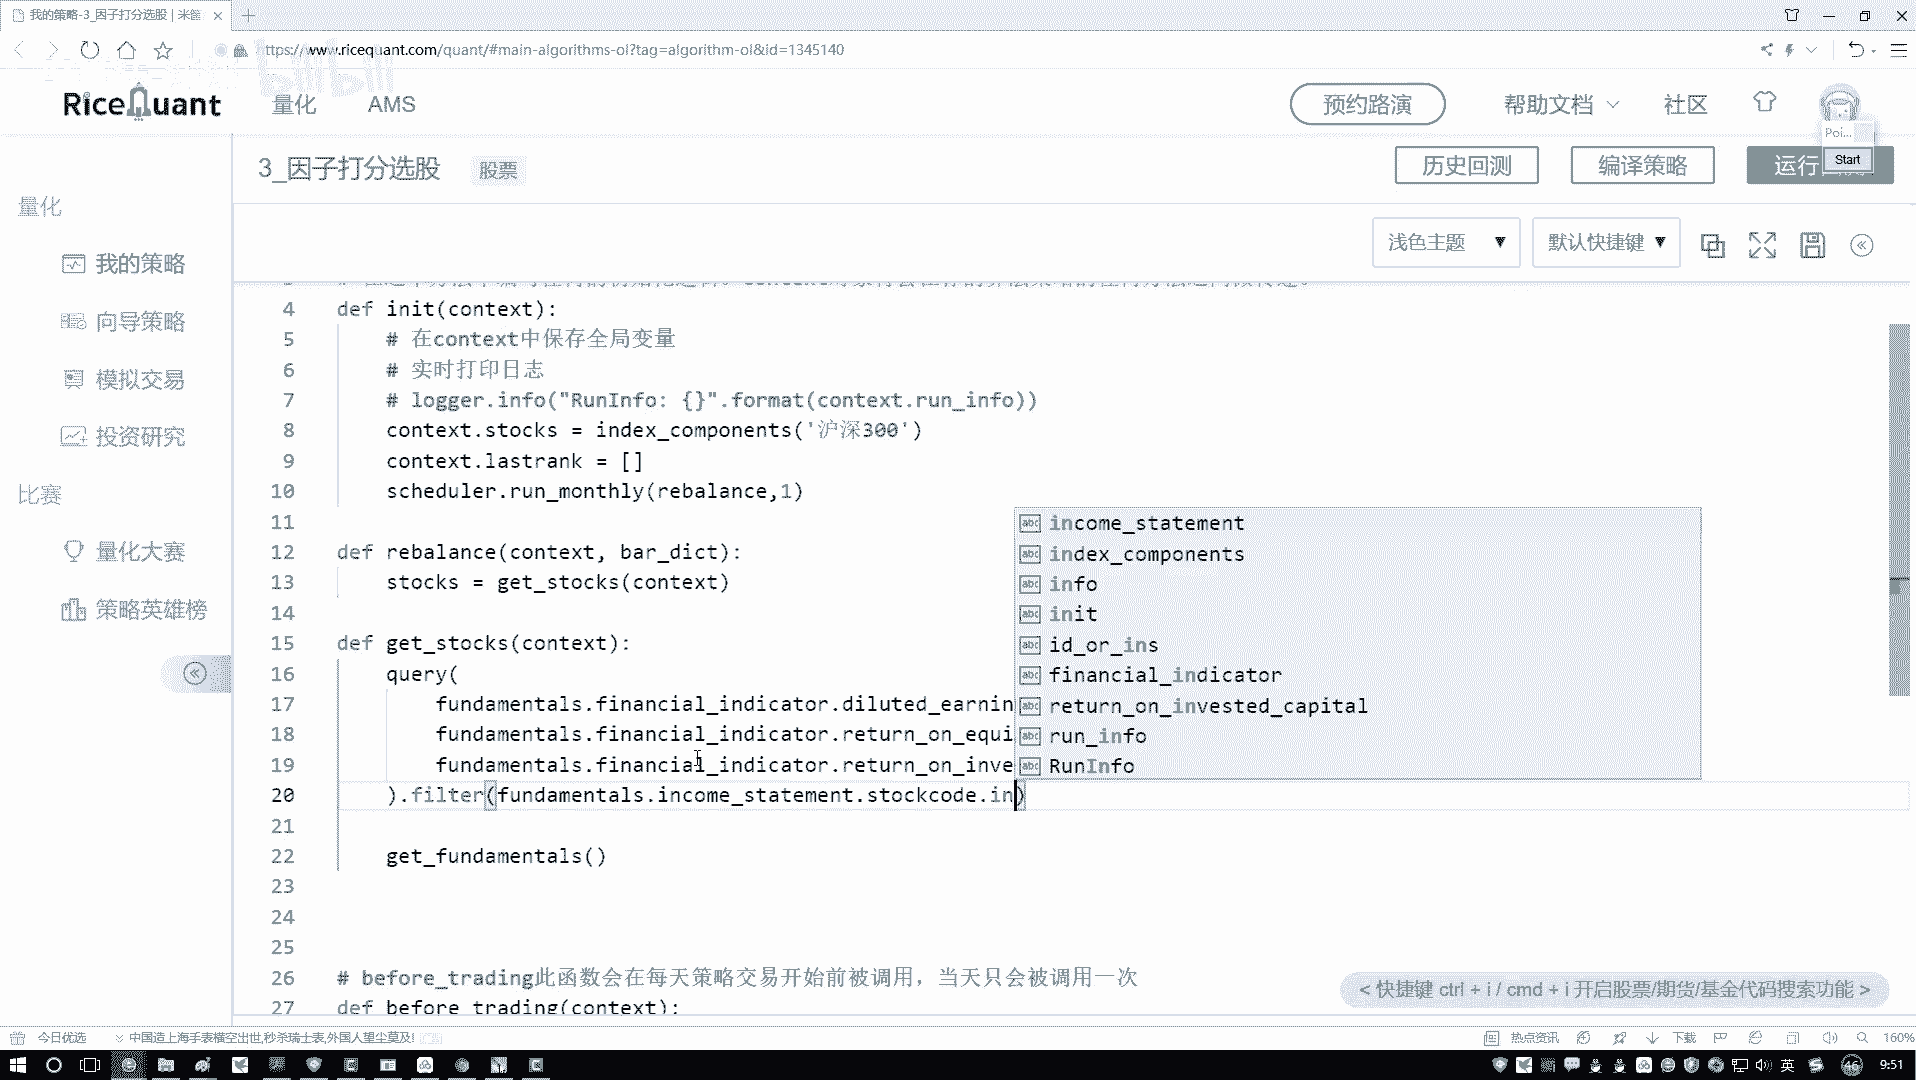 我的策略-3_因子打分选股 | 米筐
https://www.ricequant.com/quant/#main-algorithms-ol?tag=algorithm-ol&id=1345140
bilibili
RiceQuant
量化
AMS
预约路演
帮助文档
社区
Poi...
Start
3_因子打分选股
股票
历史回测
编译策略
运行
量化
我的策略
向导策略
模拟交易
投资研究
比赛
量化大赛
策略英雄榜
浅色主题
默认快捷键
4 def init(context):
5 # 在context中保存全局变量
6 # 实时打印日志
7 # logger.info("RunInfo: {}".format(context.run_info))
8 context.stocks = index_components('沪深300')
9 context.lastrank = []
10 scheduler.run_monthly(rebalance,1)
11
12 def rebalance(context, bar_dict):
13 stocks = get_stocks(context)
14
15 def get_stocks(context):
16 query(
17 fundamentals.financial_indicator.diluted_earnin
18 fundamentals.financial_indicator.return_on_equi
19 fundamentals.financial_indicator.return_on_inve
20 ).filter(fundamentals.income_statement.stockcode.in)
21
22 get_fundamentals()
23
24
25
26 # before_trading此函数会在每天策略交易开始前被调用，当天只会被调用一次
27 def before_trading(context):
income_statement
index_components
info
init
id_or_ins
financial_indicator
return_on_invested_capital
run_info
RunInfo
< 快捷键 ctrl + i / cmd + i 开启股票/期货/基金代码搜索功能 >
今日优选
中国造上海手表横空出世,秒杀瑞士表,外国人望尘莫及!
热点资讯
下载
160%
英
46
9:51